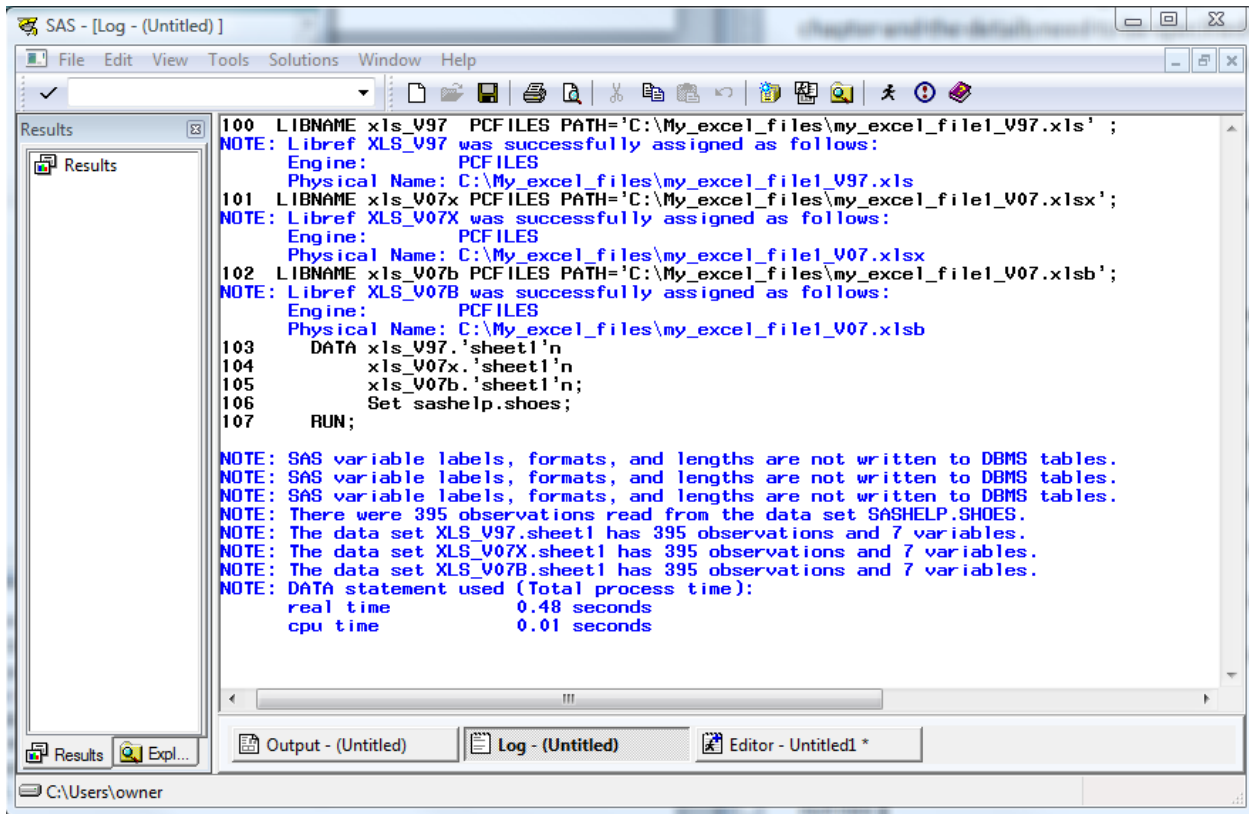 SAS - [Log - (Untitled) ]
chapter and the details need to
File Edit View Tools Solutions Window Help
Results
Results
100  LIBNAME xls_V97  PCFILES PATH='C:\My_excel_files\my_excel_file1_V97.xls' ;
NOTE: Libref XLS_V97 was successfully assigned as follows:
      Engine:        PCFILES
      Physical Name: C:\My_excel_files\my_excel_file1_V97.xls
101  LIBNAME xls_V07x PCFILES PATH='C:\My_excel_files\my_excel_file1_V07.xlsx';
NOTE: Libref XLS_V07X was successfully assigned as follows:
      Engine:        PCFILES
      Physical Name: C:\My_excel_files\my_excel_file1_V07.xlsx
102  LIBNAME xls_V07b PCFILES PATH='C:\My_excel_files\my_excel_file1_V07.xlsb';
NOTE: Libref XLS_V07B was successfully assigned as follows:
      Engine:        PCFILES
      Physical Name: C:\My_excel_files\my_excel_file1_V07.xlsb
103     DATA xls_V97.'sheet1'n
104          xls_V07x.'sheet1'n
105          xls_V07b.'sheet1'n;
106          Set sashelp.shoes;
107     RUN;
NOTE: SAS variable labels, formats, and lengths are not written to DBMS tables.
NOTE: SAS variable labels, formats, and lengths are not written to DBMS tables.
NOTE: SAS variable labels, formats, and lengths are not written to DBMS tables.
NOTE: There were 395 observations read from the data set SASHELP.SHOES.
NOTE: The data set XLS_V97.sheet1 has 395 observations and 7 variables.
NOTE: The data set XLS_V07X.sheet1 has 395 observations and 7 variables.
NOTE: The data set XLS_V07B.sheet1 has 395 observations and 7 variables.
NOTE: DATA statement used (Total process time):
      real time           0.48 seconds
      cpu time            0.01 seconds
Results Expl...
Output - (Untitled) Log - (Untitled) Editor - Untitled1 *
C:\Users\owner